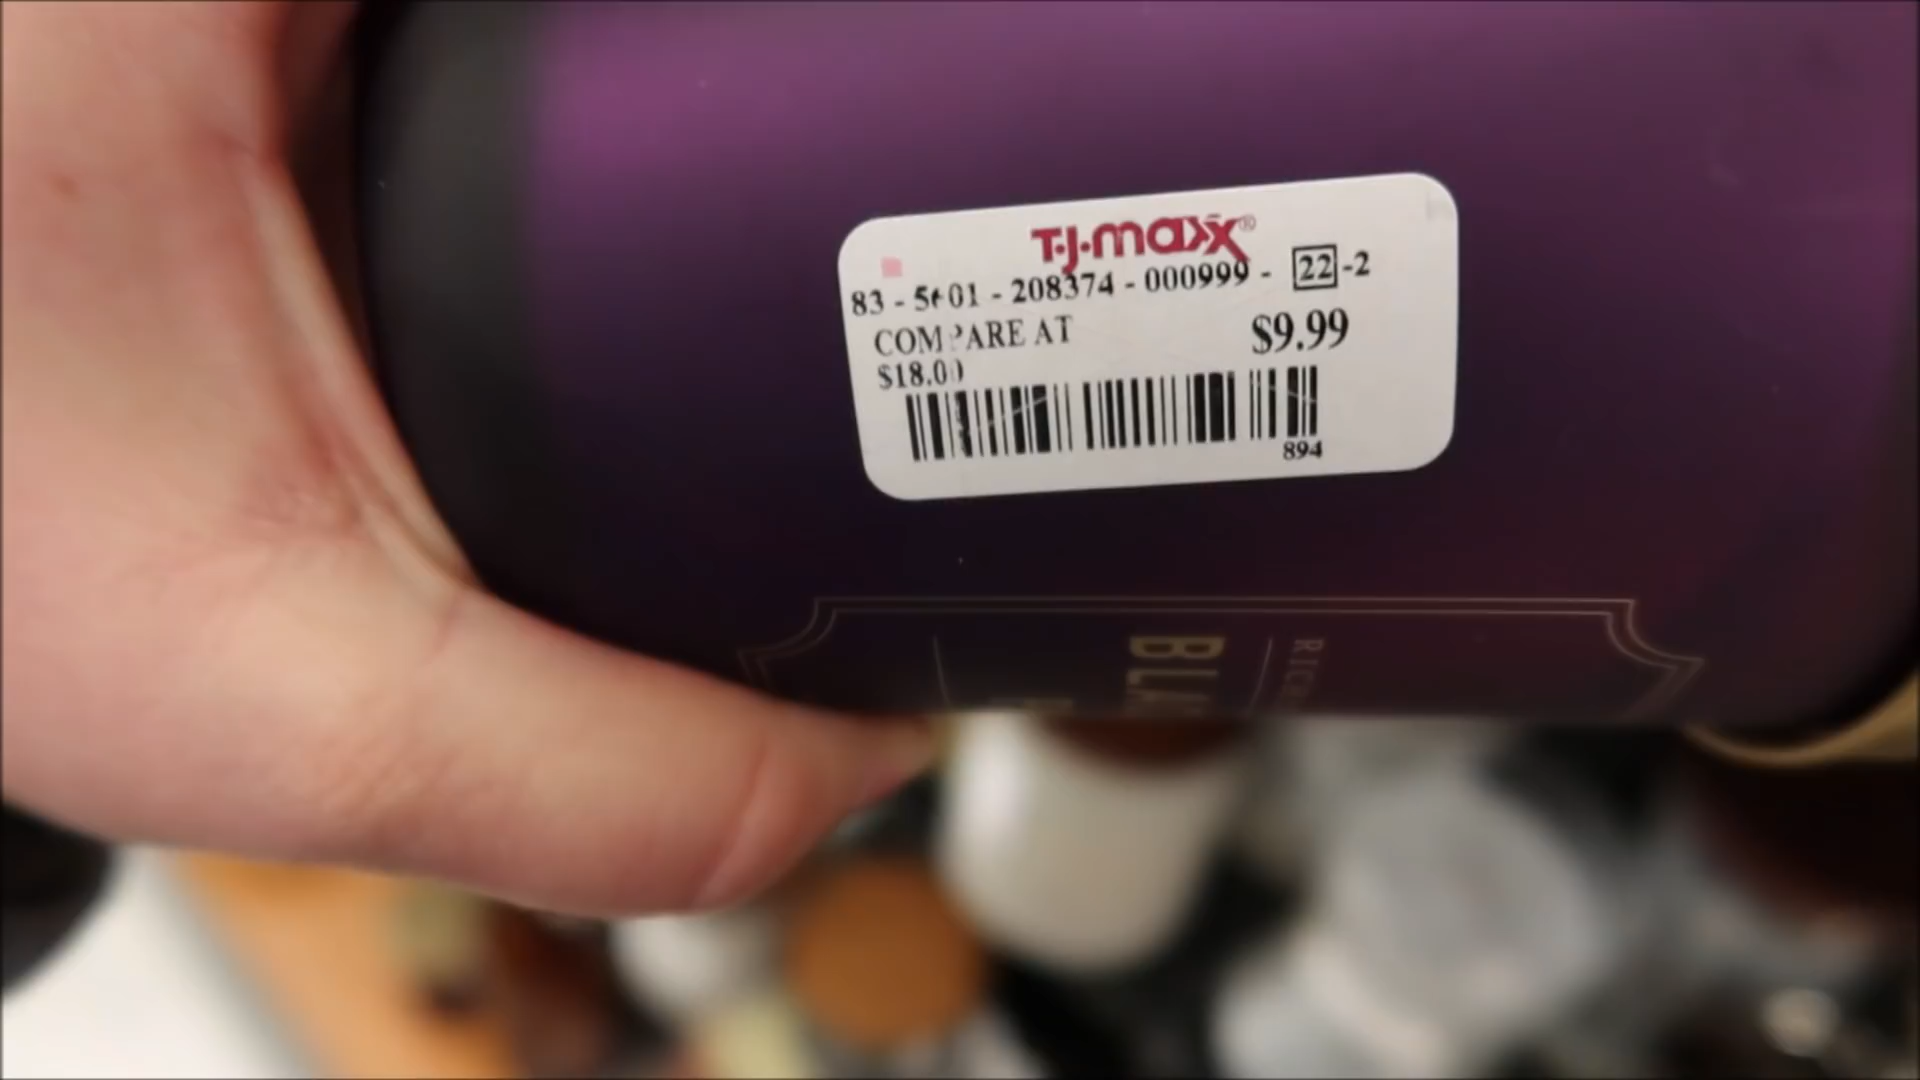 T·J·maxx®
83 - 5601 - 208374 - 000999 - 22 -2
COMPARE AT
$9.99
$18.00
894